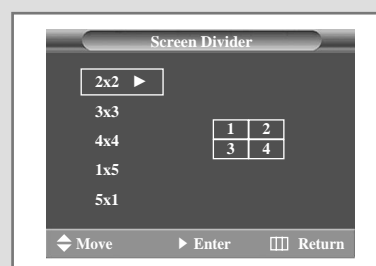 Screen Divider
2x2 ►
3x3
4x4
1x5
5x1
1 2
3 4
Move Enter Return